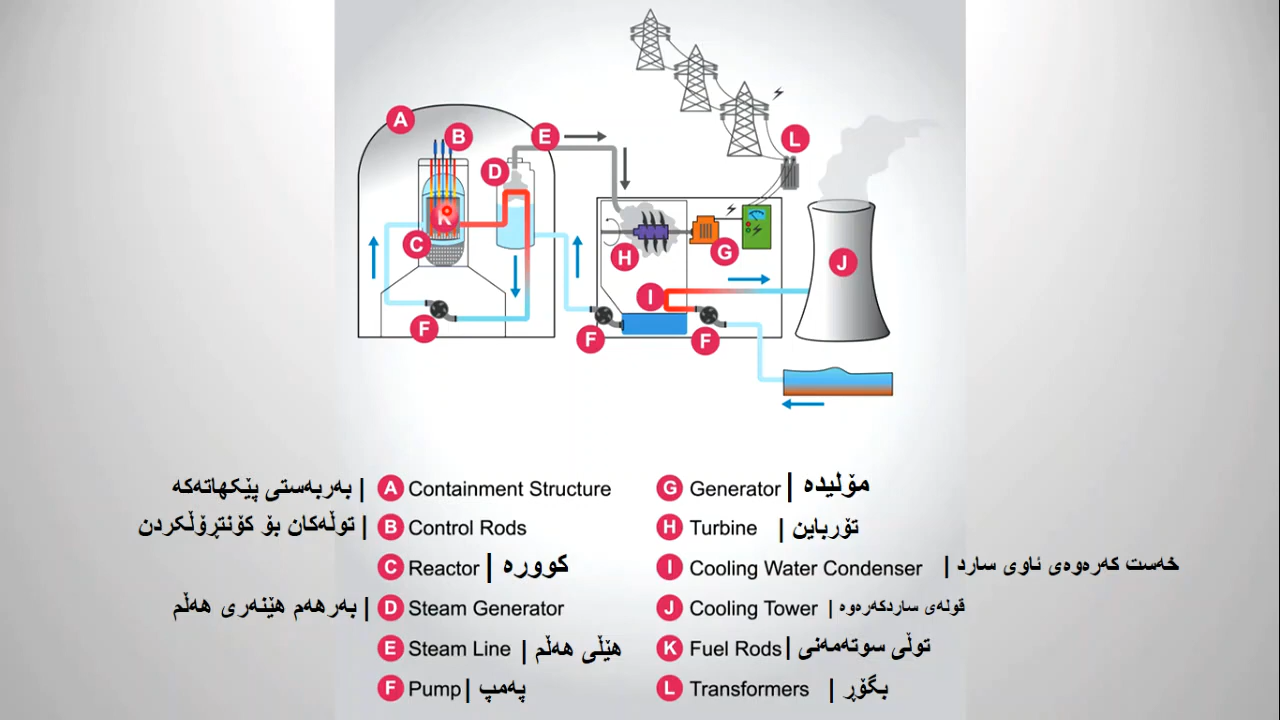 A
B
E
L
D
K
C
H
G
J
I
F
F
F
A Containment Structure | بەربەستی پێکهاتەکە
B Control Rods | توڵەکان بۆ کۆنترۆڵکردن
C Reactor | کوورە
D Steam Generator | بەرهەم هێنەری هەڵم
E Steam Line | هێڵی هەڵم
F Pump | پەمپ
G Generator | مۆلیدە
H Turbine | تۆرباین
I Cooling Water Condenser | خەست کەرەوەی ئاوی سارد
J Cooling Tower | قولەی ساردکەرەوە
K Fuel Rods | توڵی سوتەمەنی
L Transformers | بگۆڕ